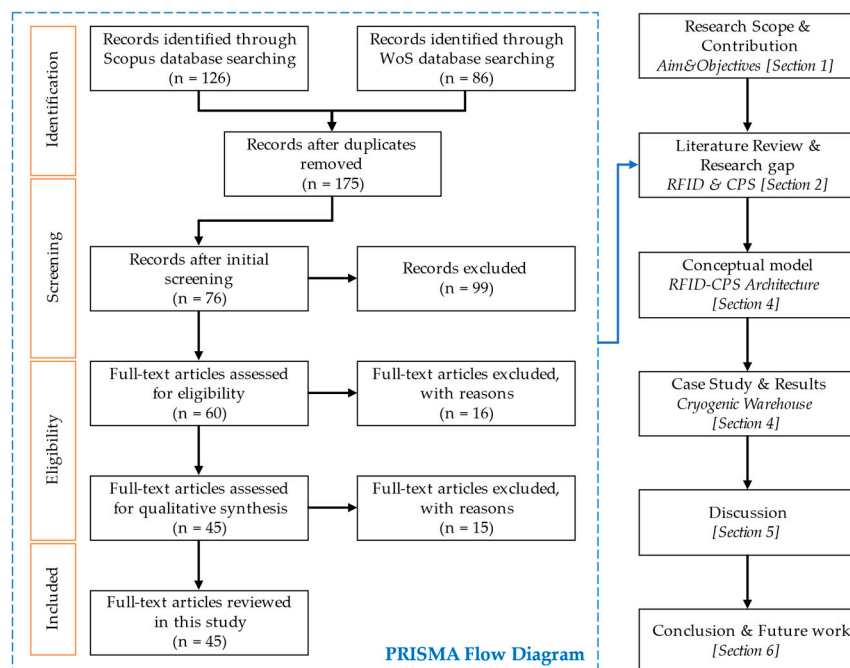 Identification
Records identified through
Scopus database searching
(n = 126)
Records identified through
WoS database searching
(n = 86)
Records after duplicates
removed
(n = 175)
Screening
Records after initial
screening
(n = 76)
Records excluded
(n = 99)
Eligibility
Full-text articles assessed
for eligibility
(n = 60)
Full-text articles excluded,
with reasons
(n = 16)
Full-text articles assessed
for qualitative synthesis
(n = 45)
Full-text articles excluded,
with reasons
(n = 15)
Included
Full-text articles reviewed
in this study
(n = 45)
PRISMA Flow Diagram
Research Scope &
Contribution
Aim&Objectives [Section 1]
Literature Review &
Research gap
RFID & CPS [Section 2]
Conceptual model
RFID-CPS Architecture
[Section 4]
Case Study & Results
Cryogenic Warehouse
[Section 4]
Discussion
[Section 5]
Conclusion & Future work
[Section 6]